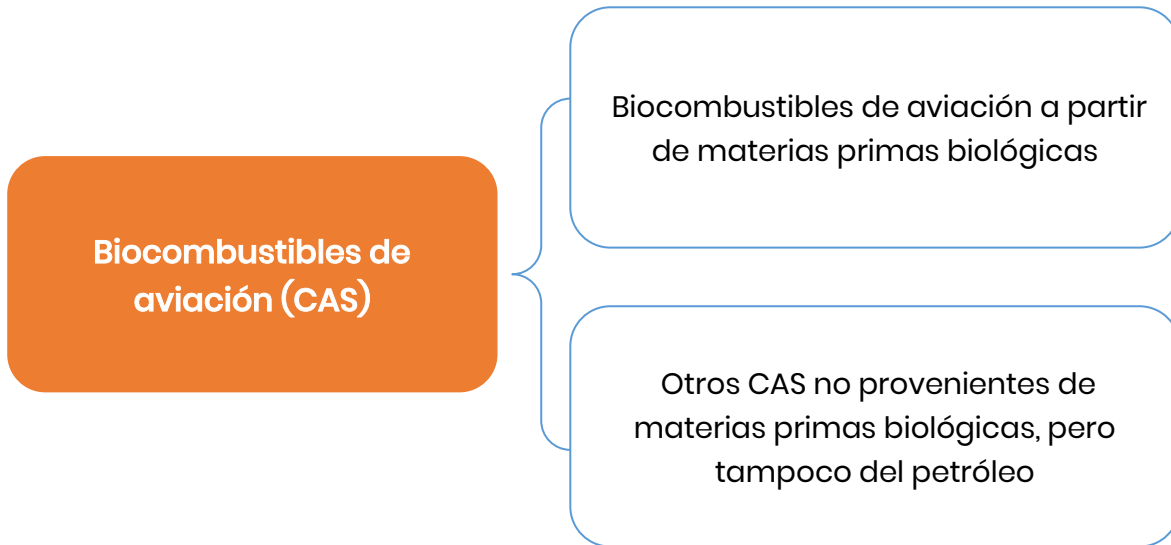 Biocombustibles de
aviación (CAS)
Biocombustibles de aviación a partir
de materias primas biológicas
Otros CAS no provenientes de
materias primas biológicas, pero
tampoco del petróleo